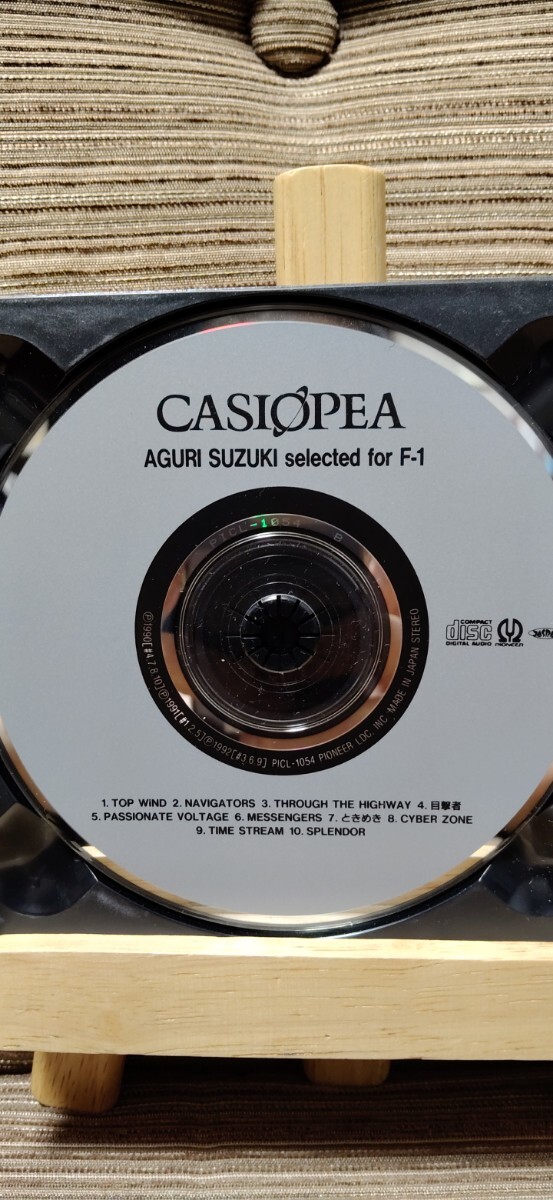 CASIOPEA
AGURI SUZUKI selected for F-1
PICL-1054 B
COMPACT
disc
DIGITAL AUDIO
PIONEER
Ⓟ1990[#4.7.8.10]Ⓟ1991[#1.2.5]Ⓟ1992[#3.6.9] PICL-1054 PIONEER LDC, INC. MADE IN JAPAN STEREO
1. TOP WIND 2. NAVIGATORS 3. THROUGH THE HIGHWAY 4. 目撃者
5. PASSIONATE VOLTAGE 6. MESSENGERS 7. ときめき 8. CYBER ZONE
9. TIME STREAM 10. SPLENDOR